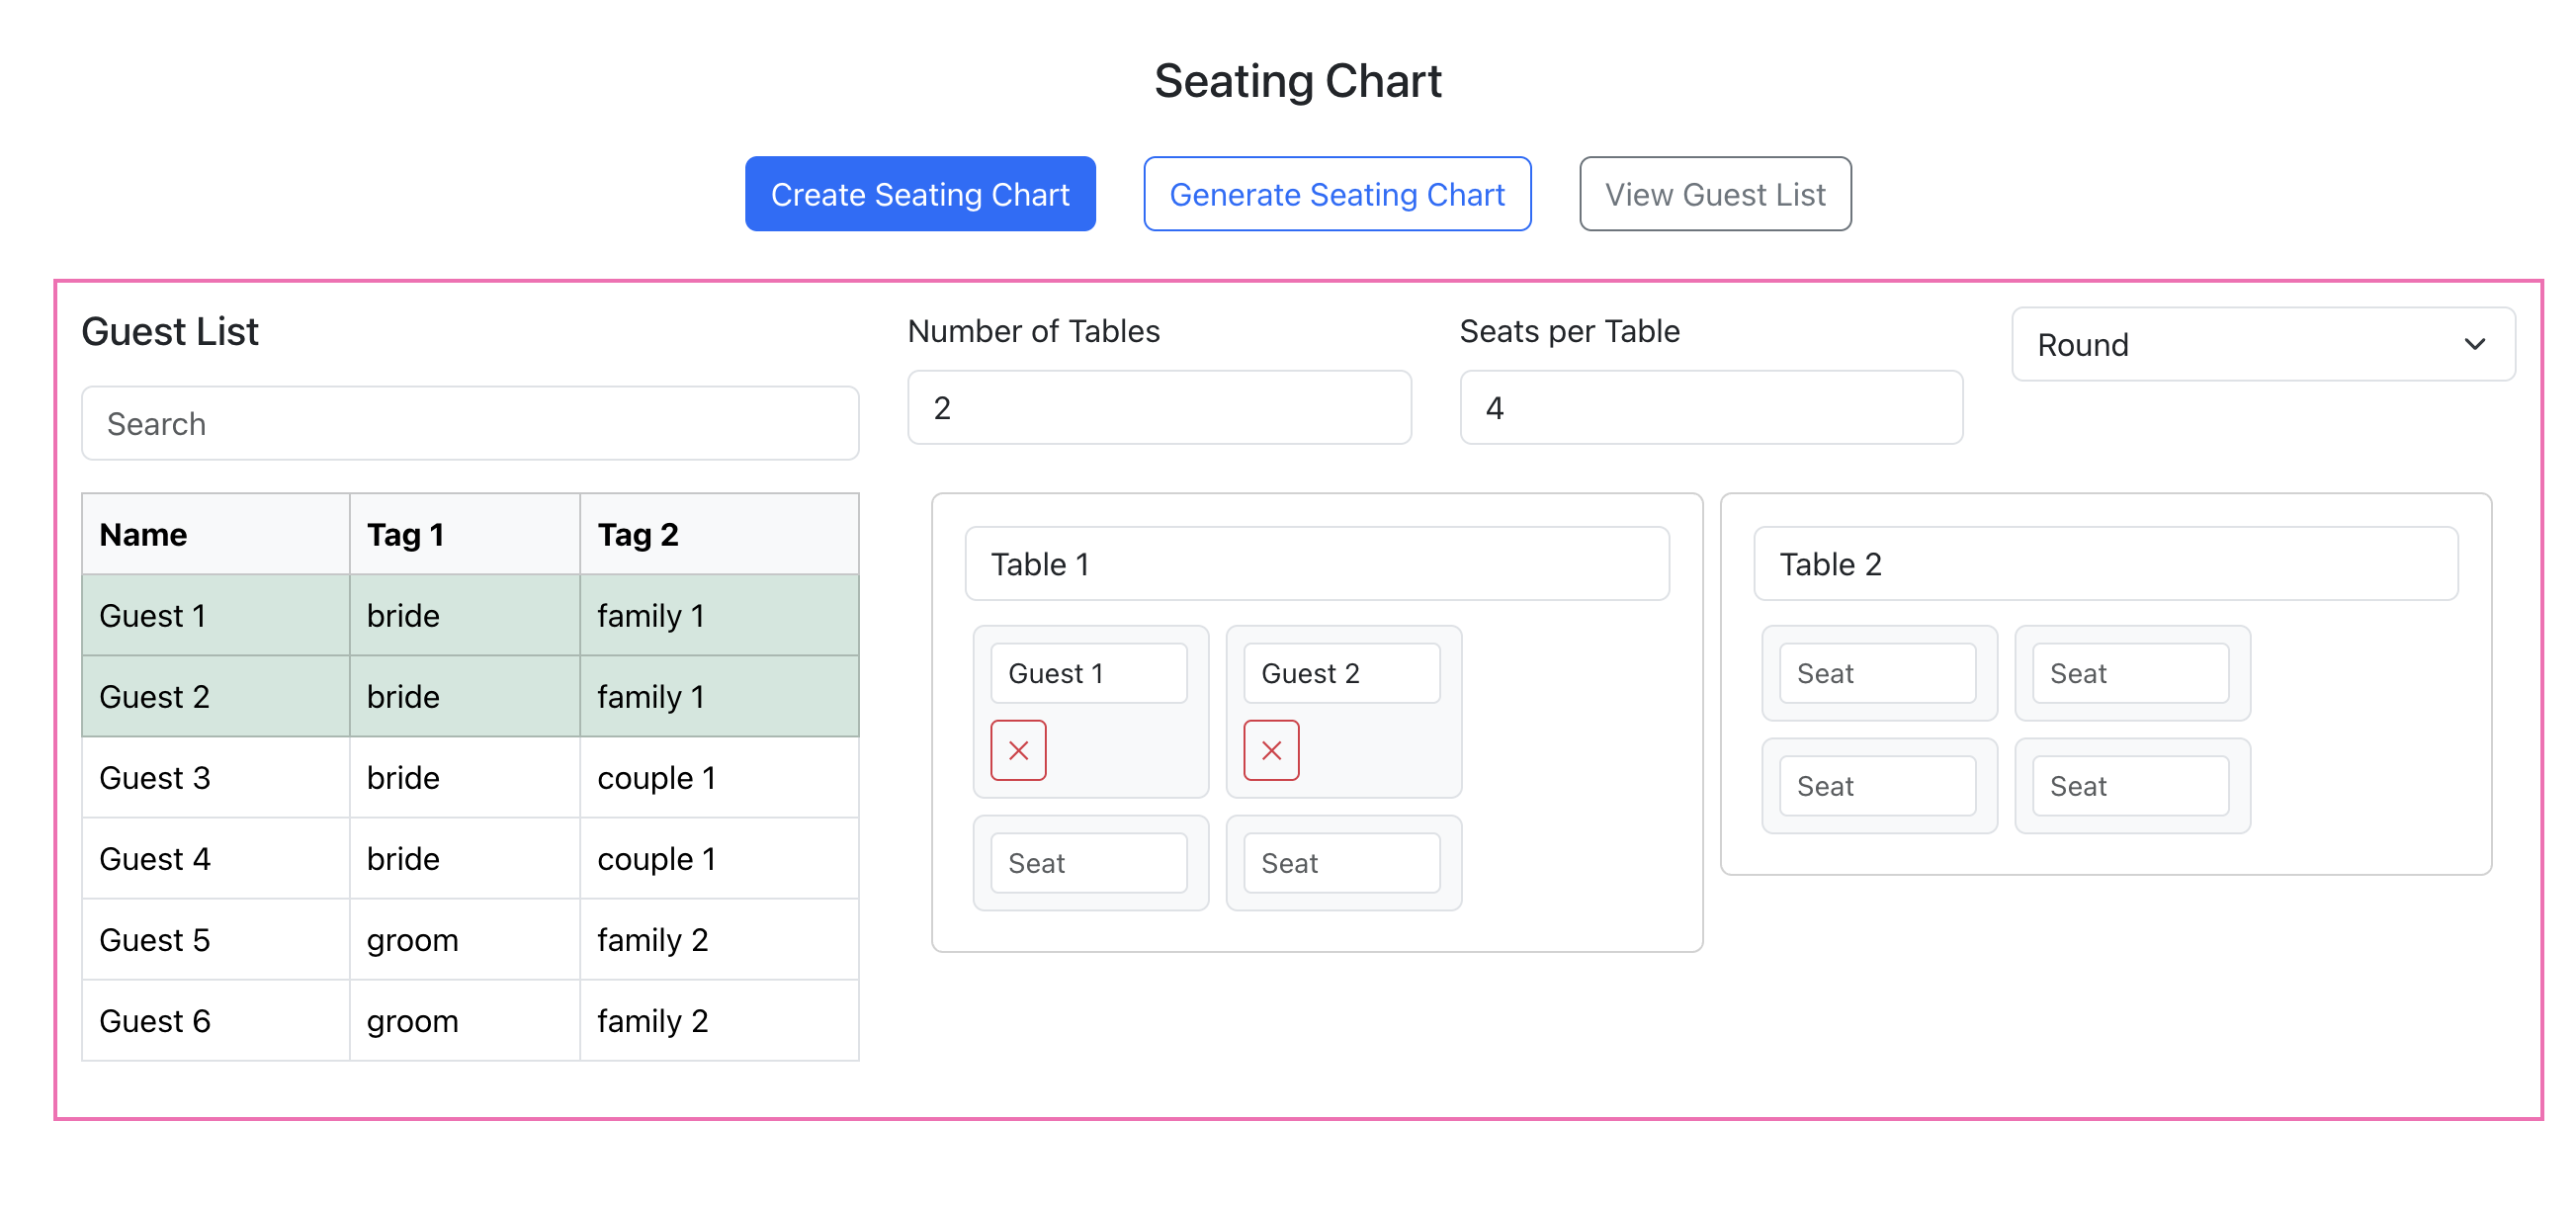 Seating Chart
Create Seating Chart Generate Seating Chart View Guest List
Guest List
Search
Name Tag 1 Tag 2
Guest 1 bride family 1
Guest 2 bride family 1
Guest 3 bride couple 1
Guest 4 bride couple 1
Guest 5 groom family 2
Guest 6 groom family 2
Number of Tables
2
Seats per Table
4
Round
Table 1
Guest 1 Guest 2
Seat Seat
Table 2
Seat Seat
Seat Seat